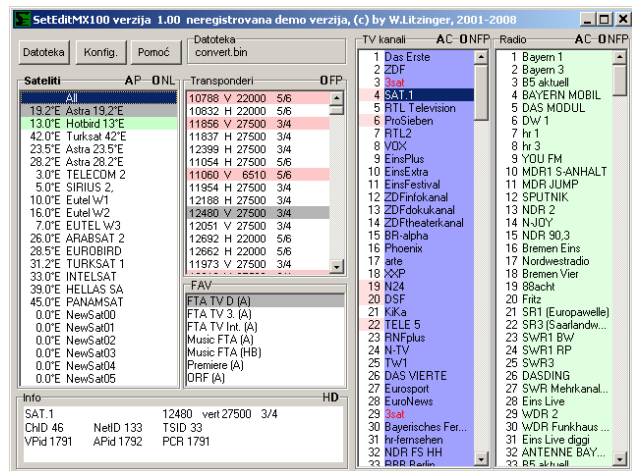 SetEditMX100 verzija 1.00 neregistrovana demo verzija, (c) by W.Litzinger, 2001-2008
Datoteka
Konfig.
Pomoć
Datoteka
convert.bin
Sateliti AP ONL
All
19.2°E Astra 19,2°E
13.0°E Hotbird 13°E
42.0°E Turksat 42°E
23.5°E Astra 23.5°E
28.2°E Astra 28.2°E
3.0°E TELECOM 2
5.0°E SIRIUS 2,
10.0°E Eutel W1
16.0°E Eutel W2
7.0°E EUTEL W3
26.0°E ARABSAT 2
28.5°E EUROBIRD
31.2°E TURKSAT 1
33.0°E INTELSAT
39.0°E HELLAS SA
45.0°E PANAMSAT
0.0°E NewSat00
0.0°E NewSat01
0.0°E NewSat02
0.0°E NewSat03
0.0°E NewSat04
0.0°E NewSat05
Transponderi OFP
10788 V 22000 5/6
10832 H 22000 5/6
11856 V 27500 3/4
11837 H 27500 3/4
12399 H 27500 3/4
11054 H 27500 5/6
11060 V 6510 5/6
11954 H 27500 3/4
12188 H 27500 3/4
12480 V 27500 3/4
12051 V 27500 3/4
12692 H 22000 5/6
12662 H 22000 5/6
11973 V 27500 3/4
FAV
FTA TV D (A)
FTA TV 3. (A)
FTA TV Int. (A)
Music FTA (A)
Music FTA (HB)
Premiere (A)
ORF (A)
TV kanali AC ONFP
1 Das Erste
2 ZDF
3 3sat
4 SAT.1
5 RTL Television
6 ProSieben
7 RTL2
8 VOX
9 EinsPlus
10 EinsExtra
11 EinsFestival
12 ZDFinfokanal
13 ZDFdokukanal
14 ZDFtheaterkanal
15 BR-alpha
16 Phoenix
17 arte
18 XXP
19 N24
20 DSF
21 KiKa
22 TELE 5
23 RNFplus
24 N-TV
25 TW1
26 DAS VIERTE
27 Eurosport
28 EuroNews
29 3sat
30 Bayerisches Fer...
31 hr-fernsehen
32 NDR FS HH
33 RBB Berlin
Radio AC ONFP
1 Bayern 1
2 Bayern 3
3 B5 aktuell
4 BAYERN MOBIL
5 DAS MODUL
6 DW 1
7 hr 1
8 hr 3
9 YOU FM
10 MDR1 S-ANHALT
11 MDR JUMP
12 SPUTNIK
13 NDR 2
14 N-JOY
15 NDR 90,3
16 Bremen Eins
17 Nordwestradio
18 Bremen Vier
19 88acht
20 Fritz
21 SR1 (Europawelle)
22 SR3 (Saarlandw...
23 SWR1 BW
24 SWR1 RP
25 SWR3
26 DASDING
27 SWR Mehrkanal...
28 Eins Live
29 WDR 2
30 WDR Funkhaus ...
31 Eins Live diggi
32 ANTENNE BAY...
33 B5 aktuell
Info HD
SAT.1 12480 vert 27500 3/4
ChID 46 NetID 133 TSID 33
VPid 1791 APid 1792 PCR 1791